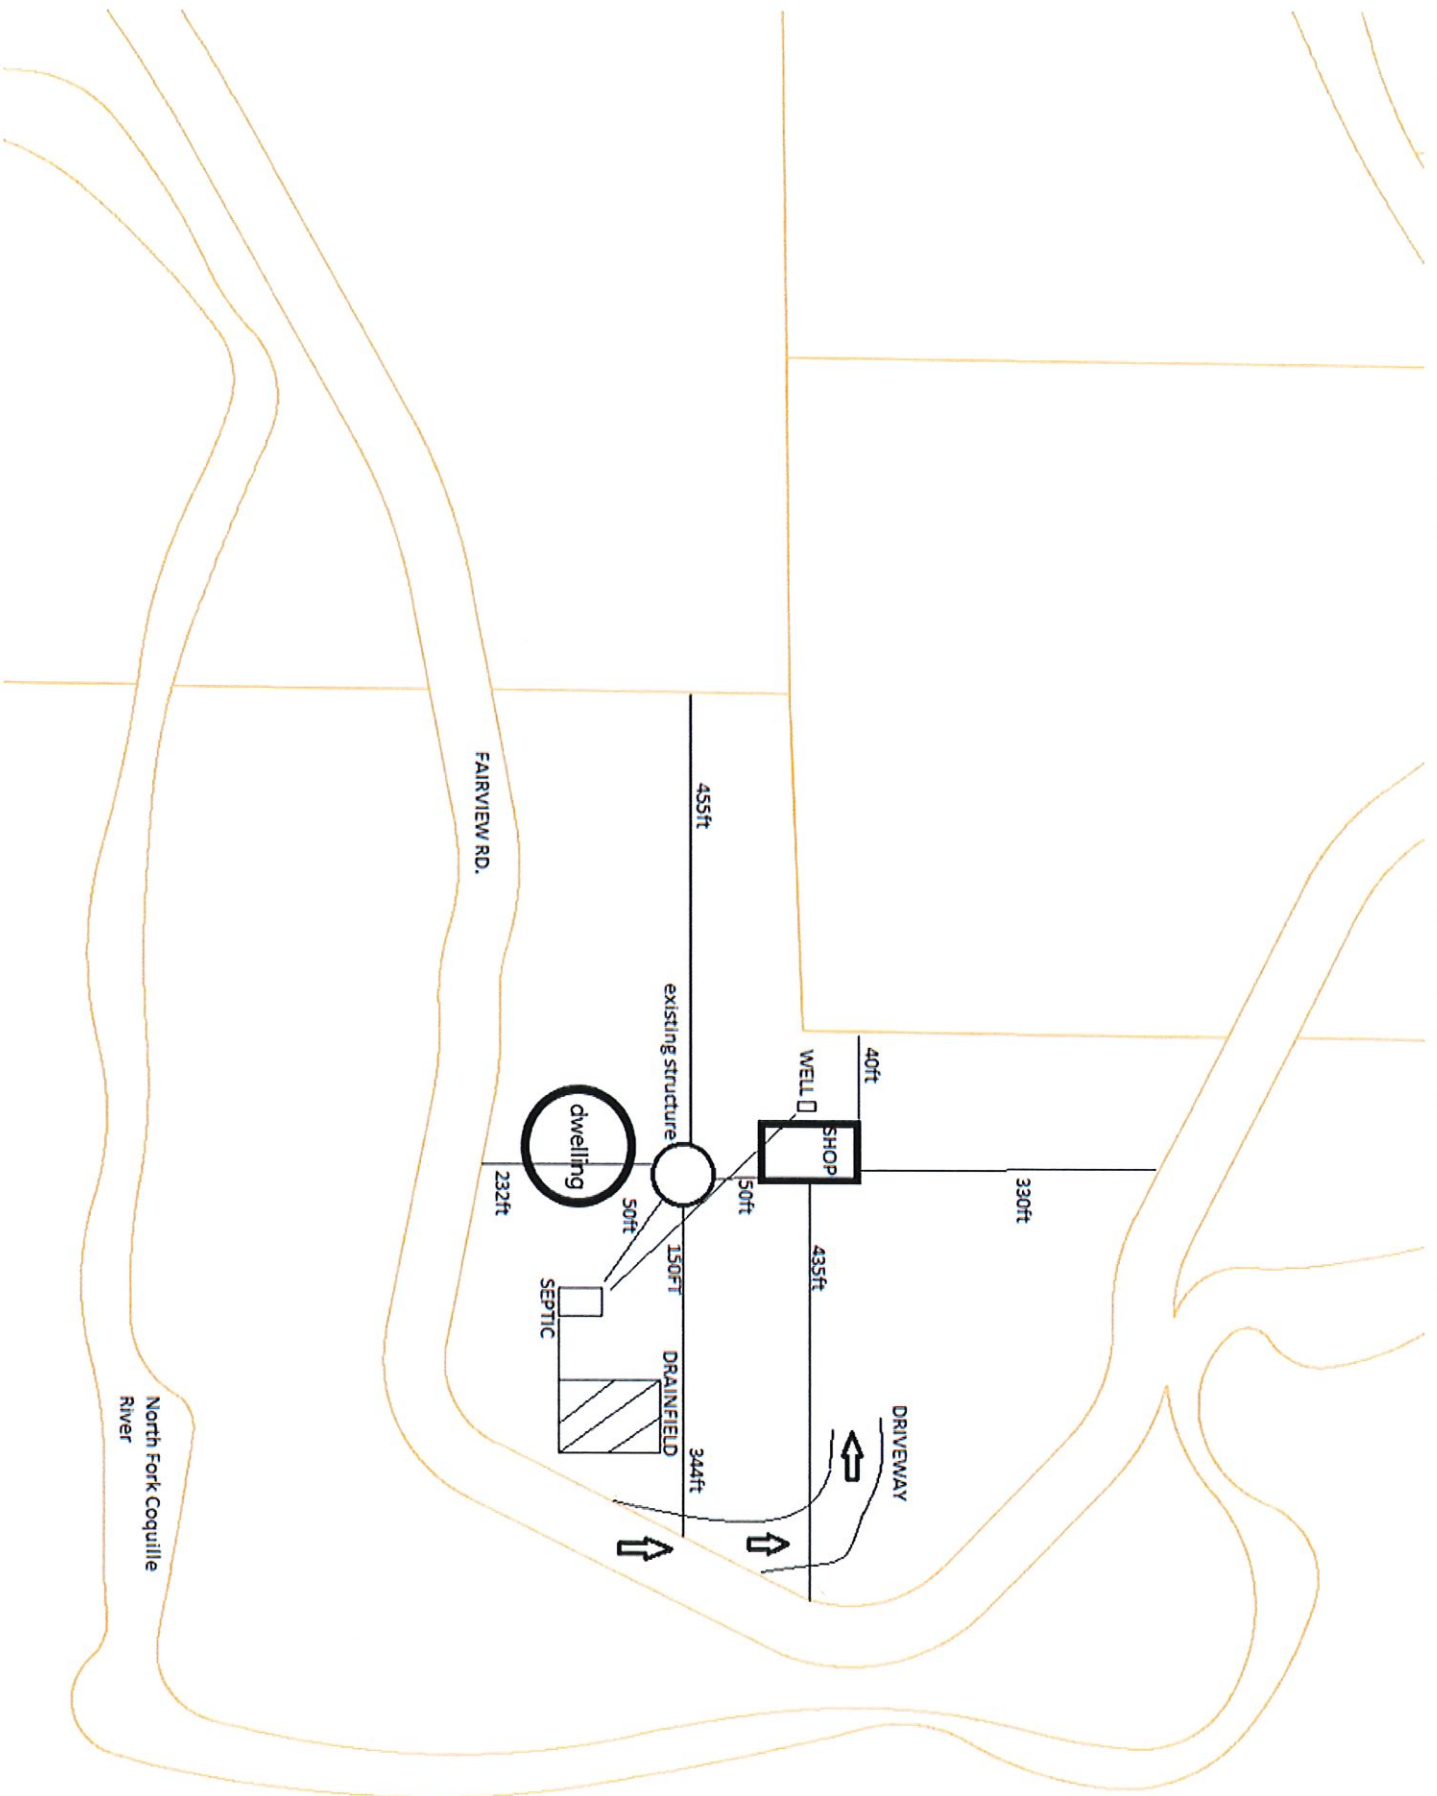 330ft
40ft
SHOP
435ft
DRIVEWAY
WELL
50ft
455ft
existing structure
150FT
344ft
dwelling
50ft
DRAINFIELD
SEPTIC
232ft
FAIRVIEW RD.
North Fork Coquille
River